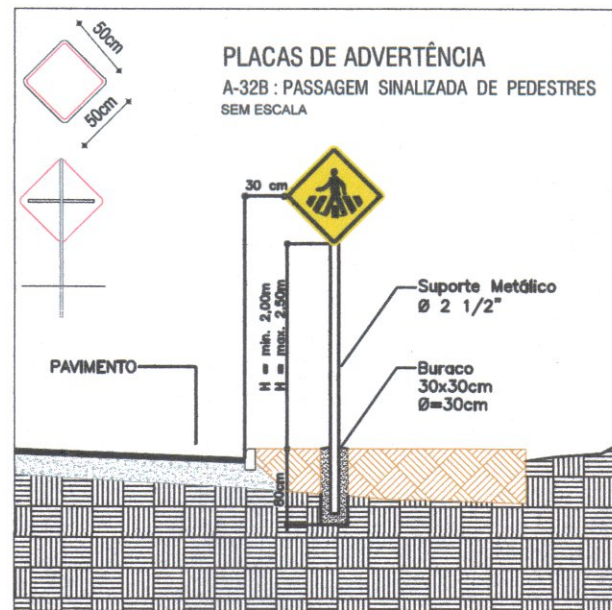 50cm
50cm
PLACAS DE ADVERTÊNCIA
A-32B : PASSAGEM SINALIZADA DE PEDESTRES
SEM ESCALA
30 cm
H = min. 2,00m
H = max. 2,50m
Suporte Metálico
Ø 2 1/2"
PAVIMENTO
Buraco
30x30cm
Ø=30cm
60cm